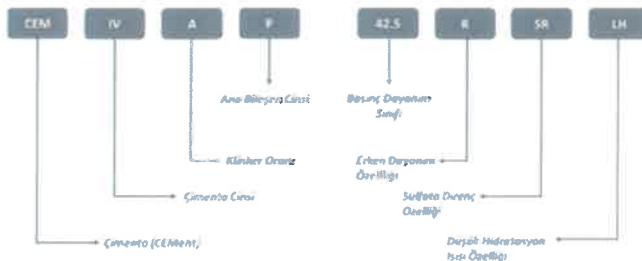 CEM IV A P 42.5 R SR LH
Ana Bileşen Cinsi
Basınç Dayanım
Sınıfı
Klinker Oranı
Erken Dayanım
Özelliği
Çimento Cinsi
Sülfata Direnç
Özelliği
Çimento (CEMent)
Düşük Hidratasyon
Isısı Özelliği